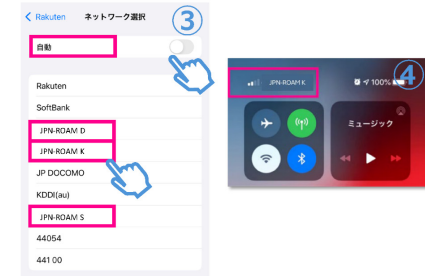 Rakuten
ネットワーク選択
③
自動
Rakuten
SoftBank
JPN-ROAM D
JPN-ROAM K
JP DOCOMO
KDDI(au)
JPN-ROAM S
44054
441 00
④
JPN-ROAM K
100%
ミュージック